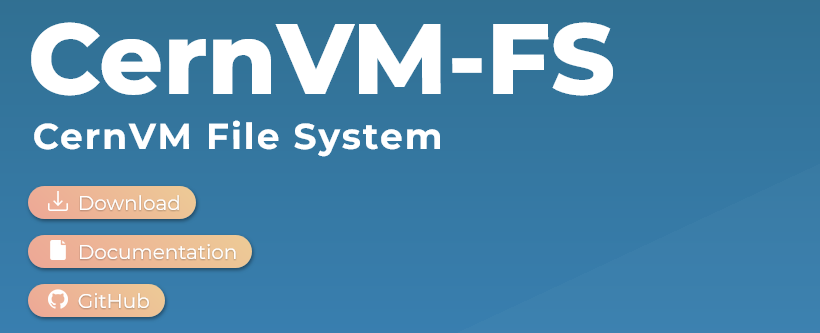 CernVM-FS
CernVM File System
Download
Documentation
GitHub